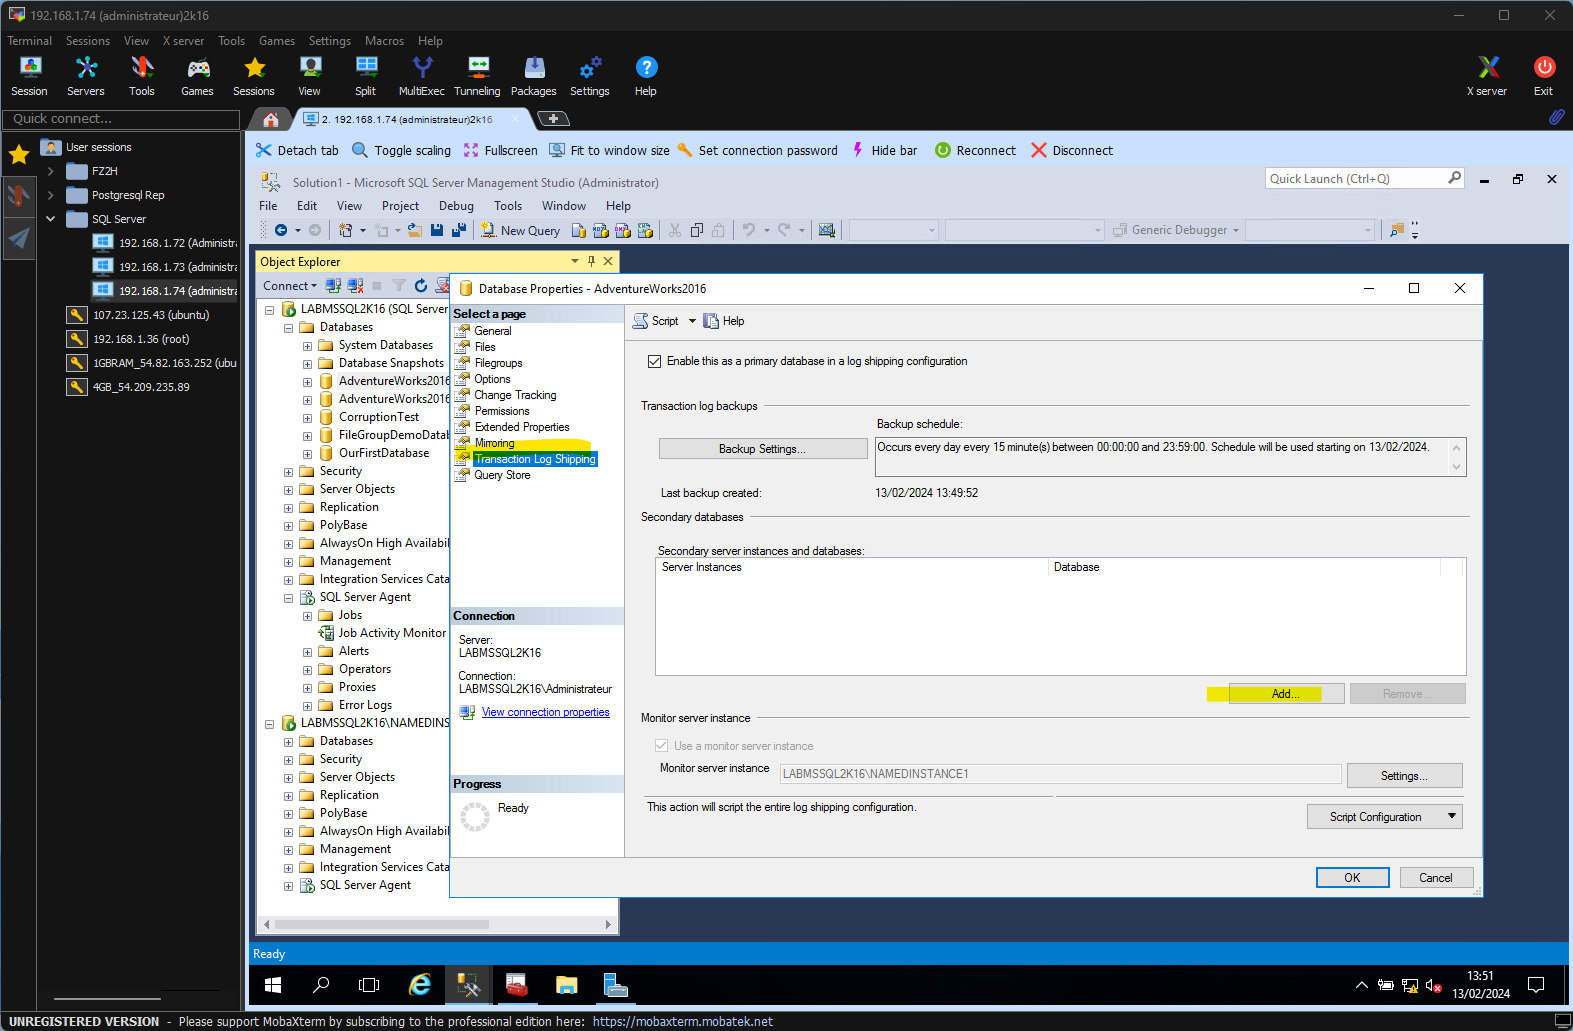 192.168.1.74 (administrateur)2k16
Terminal Sessions View X server Tools Games Settings Macros Help
Session Servers Tools Games Sessions View Split MultiExec Tunneling Packages Settings Help X server Exit
Quick connect...
2. 192.168.1.74 (administrateur)2k16
User sessions
FZ2H
Postgresql Rep
SQL Server
192.168.1.72 (Administra
192.168.1.73 (administra
192.168.1.74 (administra
107.23.125.43 (ubuntu)
192.168.1.36 (root)
1GBRAM_54.82.163.252 (ubu
4GB_54.209.235.89
Detach tab Toggle scaling Fullscreen Fit to window size Set connection password Hide bar Reconnect Disconnect
Solution1 - Microsoft SQL Server Management Studio (Administrator)
Quick Launch (Ctrl+Q)
File Edit View Project Debug Tools Window Help
New Query
Generic Debugger
Object Explorer
Connect
LABMSSQL2K16 (SQL Server
Databases
System Databases
Database Snapshots
AdventureWorks2016
AdventureWorks2016
CorruptionTest
FileGroupDemoDatab
OurFirstDatabase
Security
Server Objects
Replication
PolyBase
AlwaysOn High Availabil
Management
Integration Services Cata
SQL Server Agent
Jobs
Job Activity Monitor
Alerts
Operators
Proxies
Error Logs
LABMSSQL2K16\NAMEDINS
Databases
Security
Server Objects
Replication
PolyBase
AlwaysOn High Availabil
Management
Integration Services Cata
SQL Server Agent
Database Properties - AdventureWorks2016
Select a page
General
Files
Filegroups
Options
Change Tracking
Permissions
Extended Properties
Mirroring
Transaction Log Shipping
Query Store
Connection
Server:
LABMSSQL2K16
Connection:
LABMSSQL2K16\Administrateur
View connection properties
Progress
Ready
Script Help
Enable this as a primary database in a log shipping configuration
Transaction log backups
Backup schedule:
Backup Settings...
Occurs every day every 15 minute(s) between 00:00:00 and 23:59:00. Schedule will be used starting on 13/02/2024.
Last backup created: 13/02/2024 13:49:52
Secondary databases
Secondary server instances and databases:
Server Instances Database
Add... Remove...
Monitor server instance
Use a monitor server instance
Monitor server instance LABMSSQL2K16\NAMEDINSTANCE1 Settings...
This action will script the entire log shipping configuration.
Script Configuration
OK Cancel
Ready
13:51
13/02/2024
UNREGISTERED VERSION - Please support MobaXterm by subscribing to the professional edition here: https://mobaxterm.mobatek.net